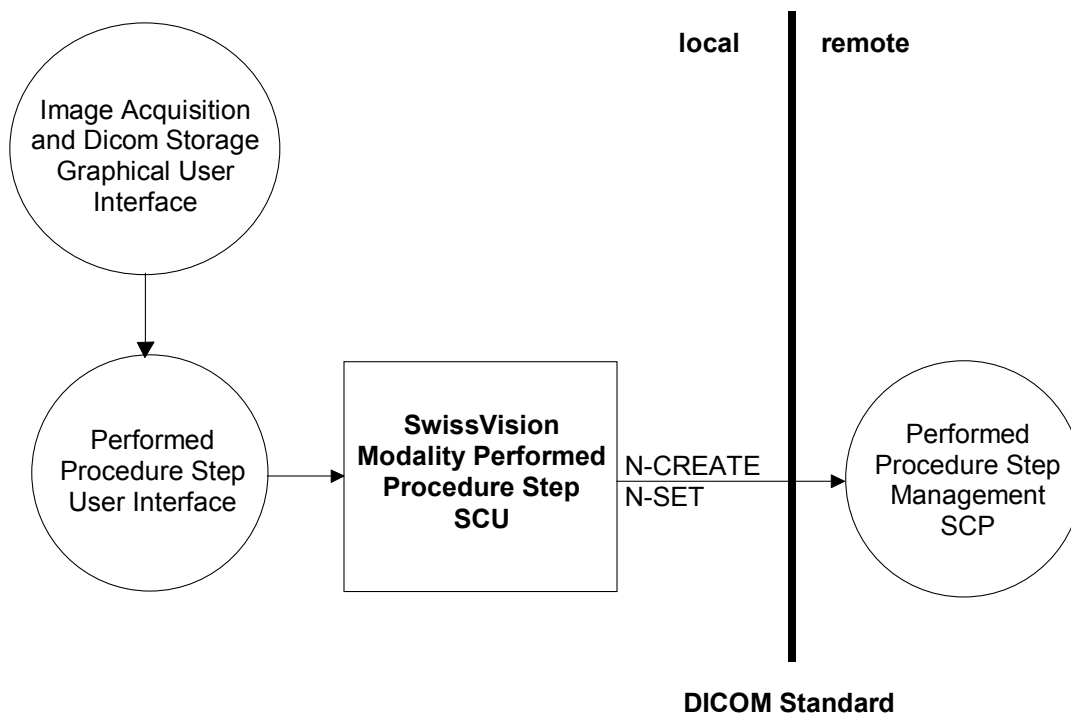 local
remote
Image Acquisition
and Dicom Storage
Graphical User
Interface
Performed
Procedure Step
User Interface
SwissVision
Modality Performed
Procedure Step
SCU
N-CREATE
N-SET
Performed
Procedure Step
Management
SCP
DICOM Standard